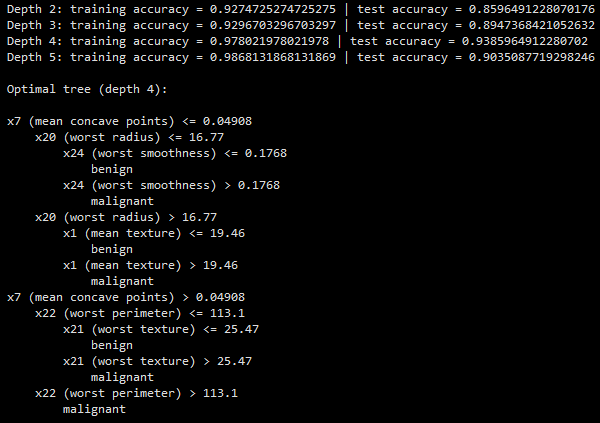 Depth 2: training accuracy = 0.9274725274725275 | test accuracy = 0.8596491228070176
Depth 3: training accuracy = 0.9296703296703297 | test accuracy = 0.8947368421052632
Depth 4: training accuracy = 0.978021978021978 | test accuracy = 0.9385964912280702
Depth 5: training accuracy = 0.9868131868131869 | test accuracy = 0.9035087719298246
Optimal tree (depth 4):
x7 (mean concave points) <= 0.04908
x20 (worst radius) <= 16.77
x24 (worst smoothness) <= 0.1768
benign
x24 (worst smoothness) > 0.1768
malignant
x20 (worst radius) > 16.77
x1 (mean texture) <= 19.46
benign
x1 (mean texture) > 19.46
malignant
x7 (mean concave points) > 0.04908
x22 (worst perimeter) <= 113.1
x21 (worst texture) <= 25.47
benign
x21 (worst texture) > 25.47
malignant
x22 (worst perimeter) > 113.1
malignant